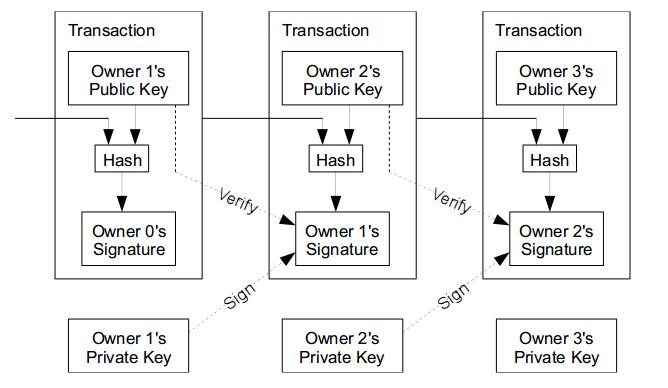 Transaction
Owner 1's
Public Key
Hash
Owner 0's
Signature
Transaction
Owner 2's
Public Key
Hash
Verify
Owner 1's
Signature
Transaction
Owner 3's
Public Key
Hash
Verify
Owner 2's
Signature
Sign
Sign
Owner 1's
Private Key
Owner 2's
Private Key
Owner 3's
Private Key